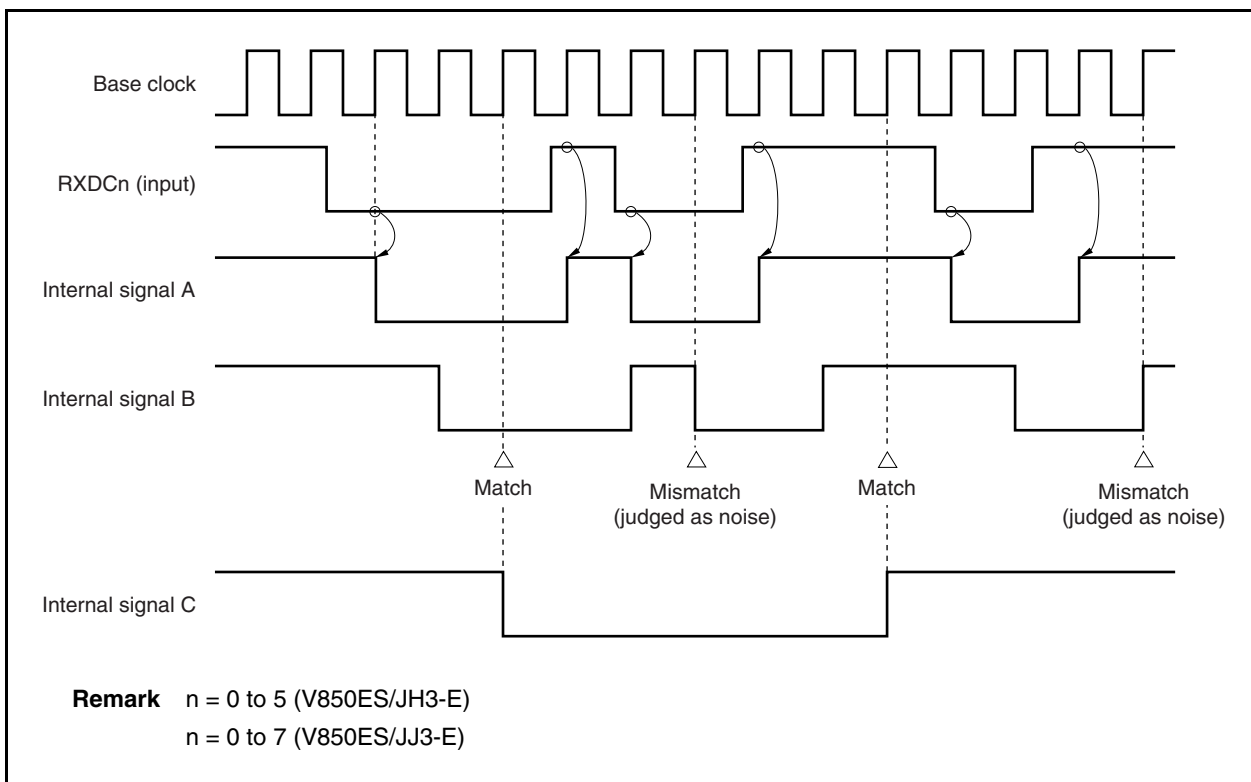 Base clock
RXDCn (input)
Internal signal A
Internal signal B
Match
Mismatch
(judged as noise)
Match
Mismatch
(judged as noise)
Internal signal C
Remark n = 0 to 5 (V850ES/JH3-E)
n = 0 to 7 (V850ES/JJ3-E)